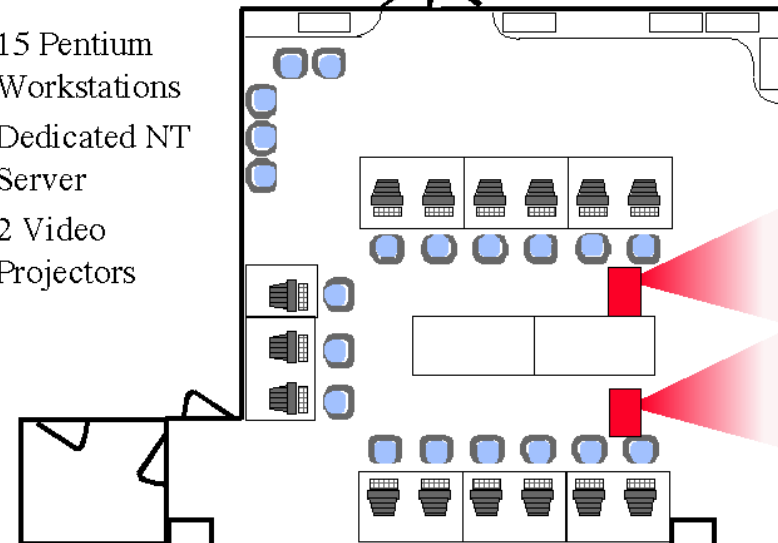 15 Pentium
Workstations
Dedicated NT
Server
2 Video
Projectors